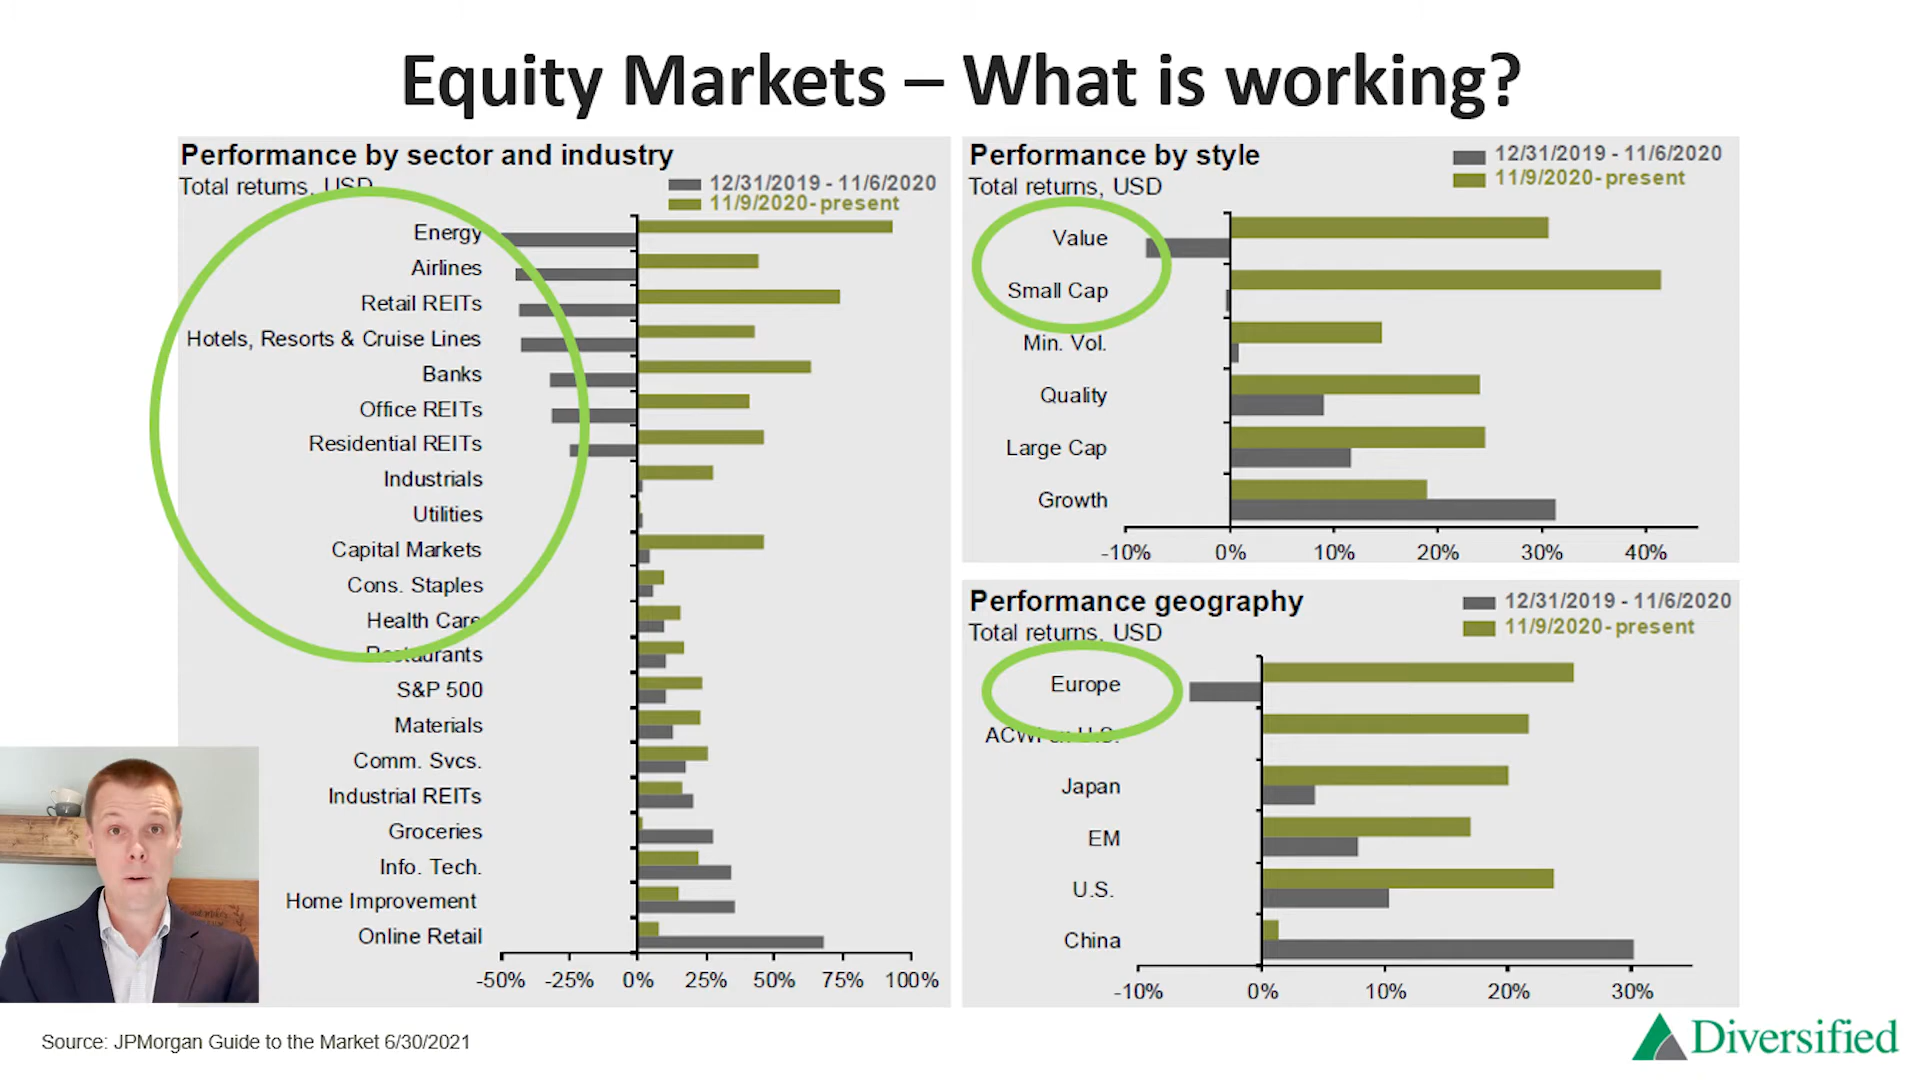 Equity Markets – What is working?
Performance by sector and industry
Total returns, USD
12/31/2019 - 11/6/2020
11/9/2020- present
Energy
Airlines
Retail REITs
Hotels, Resorts & Cruise Lines
Banks
Office REITs
Residential REITs
Industrials
Utilities
Capital Markets
Cons. Staples
Health Care
Restaurants
S&P 500
Materials
Comm. Svcs.
Industrial REITs
Groceries
Info. Tech.
Home Improvement
Online Retail
-50% -25% 0% 25% 50% 75% 100%
Performance by style
Total returns, USD
12/31/2019 - 11/6/2020
11/9/2020- present
Value
Small Cap
Min. Vol.
Quality
Large Cap
Growth
-10% 0% 10% 20% 30% 40%
Performance geography
Total returns, USD
12/31/2019 - 11/6/2020
11/9/2020- present
Europe
ACWI ex U.S.
Japan
EM
U.S.
China
-10% 0% 10% 20% 30%
Source: JPMorgan Guide to the Market 6/30/2021
Diversified